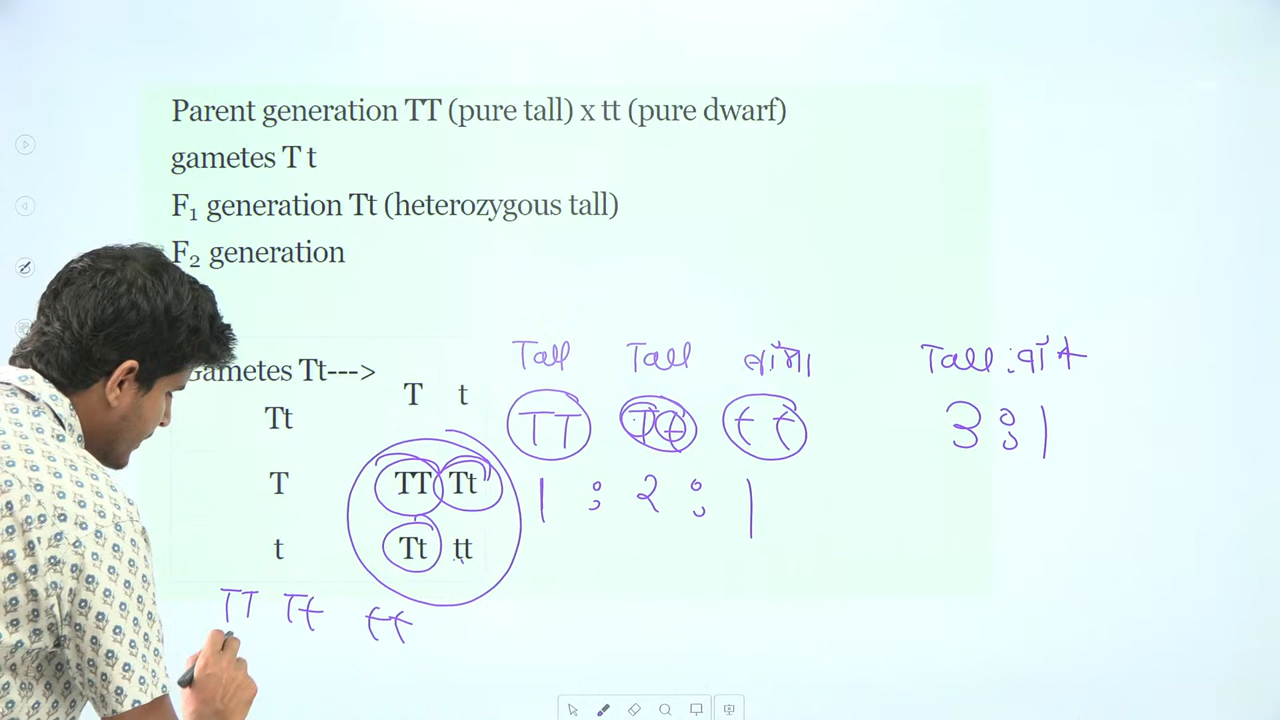 Parent generation TT (pure tall) x tt (pure dwarf)
gametes T t
F₁ generation Tt (heterozygous tall)
F₂ generation
Gametes Tt--->
T t
Tt
T TT Tt
t Tt tt
Tall Tall
TT Tt tt
1 : 2 : 1
Tall :
3 : 1
TT Tt tt